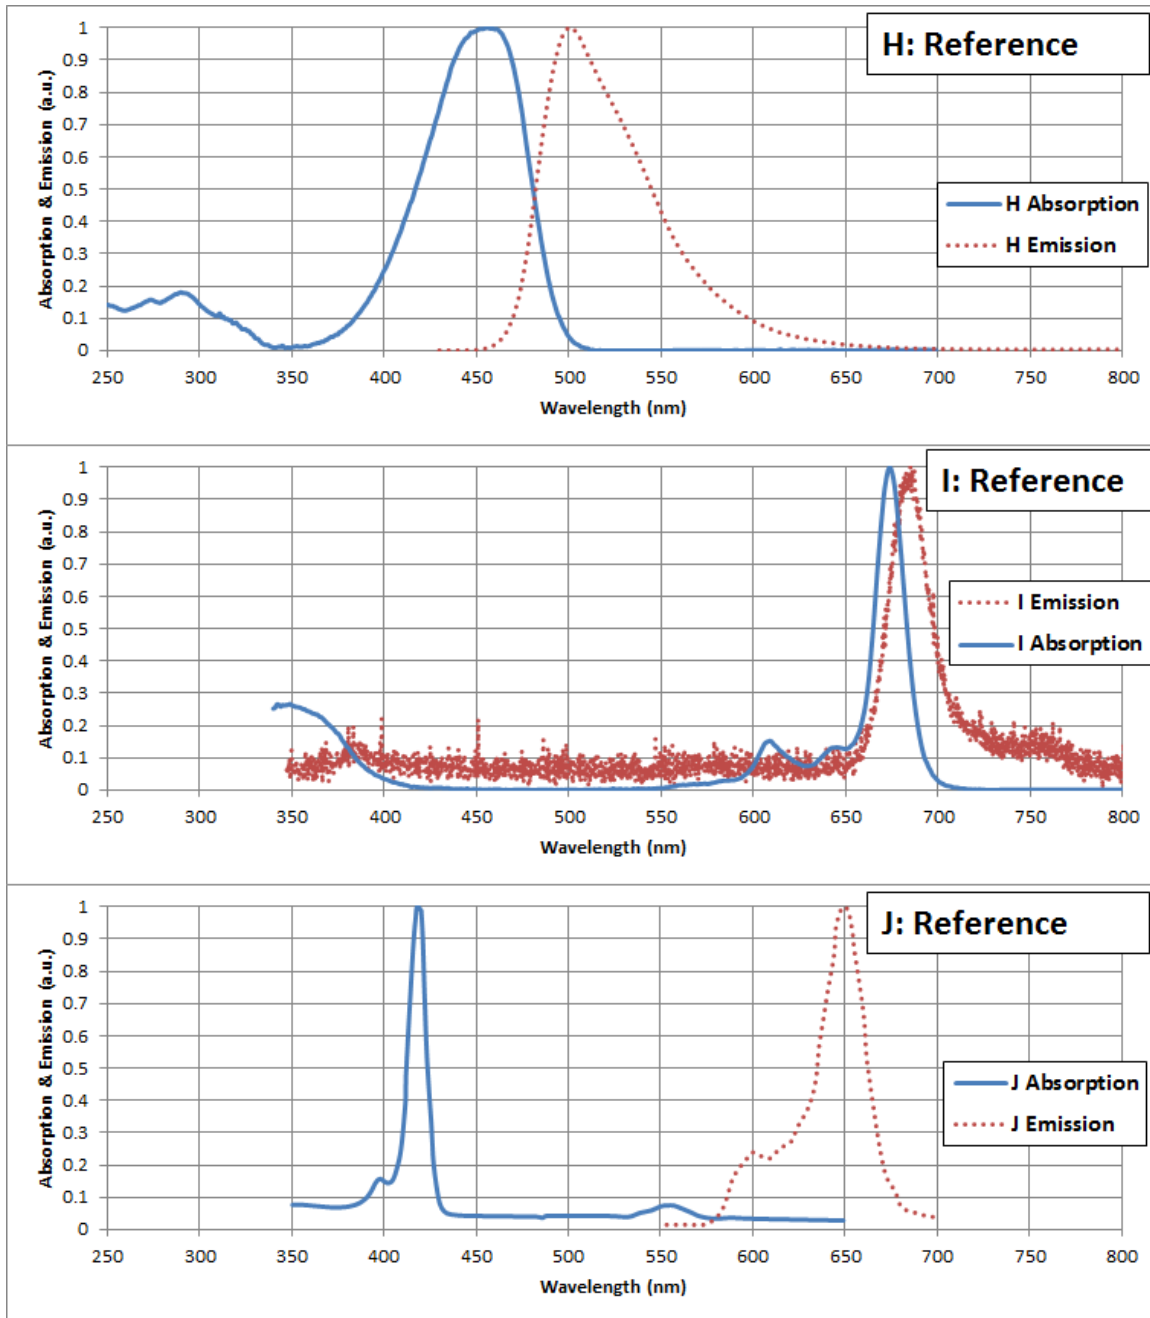 H: Reference
Absorption & Emission (a.u.)
1
0.9
0.8
0.7
0.6
0.5
0.4
0.3
0.2
0.1
0
H Absorption
H Emission
250 300 350 400 450 500 550 600 650 700 750 800
Wavelength (nm)
I: Reference
Absorption & Emission (a.u.)
1
0.9
0.8
0.7
0.6
0.5
0.4
0.3
0.2
0.1
0
I Emission
I Absorption
250 300 350 400 450 500 550 600 650 700 750 800
Wavelength (nm)
J: Reference
Absorption & Emission (a.u.)
1
0.9
0.8
0.7
0.6
0.5
0.4
0.3
0.2
0.1
0
J Absorption
J Emission
250 300 350 400 450 500 550 600 650 700 750 800
Wavelength (nm)